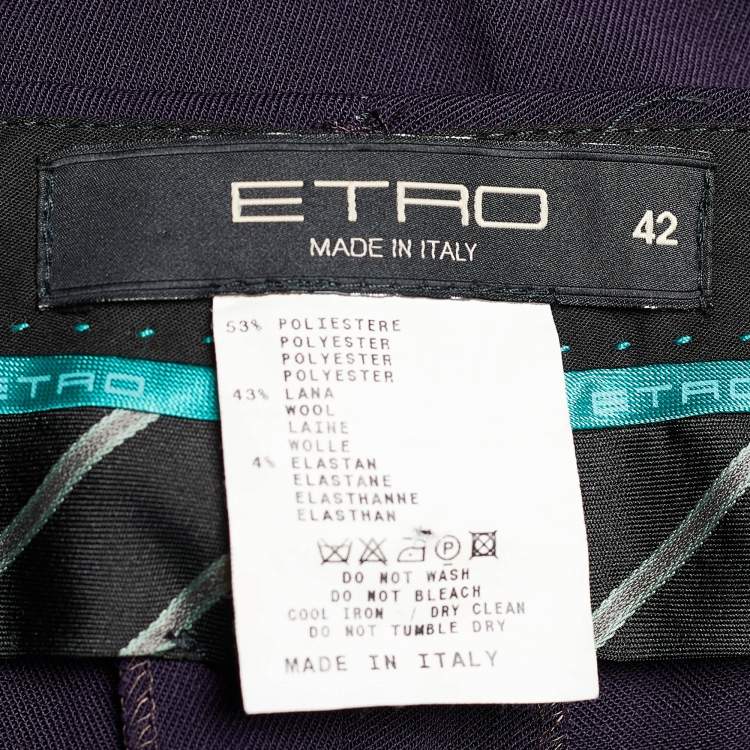 ETRO
MADE IN ITALY
42
ETRO
ETRO
53% POLIESTERE
POLYESTER
POLYESTER
POLYESTER
43% LANA
WOOL
LAINE
WOLLE
4% ELASTAN
ELASTANE
ELASTHANNE
ELASTHAN
P
DO NOT WASH
DO NOT BLEACH
COOL IRON / DRY CLEAN
DO NOT TUMBLE DRY
MADE IN ITALY